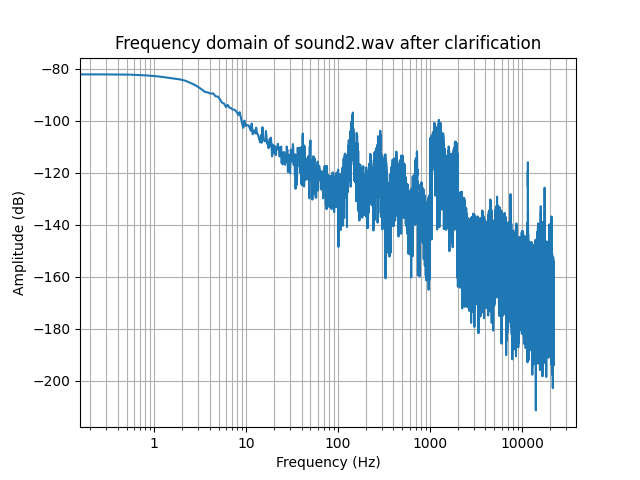 Frequency domain of sound2.wav after clarification
Amplitude (dB)
−80
−100
−120
−140
−160
−180
−200
1 10 100 1000 10000
Frequency (Hz)